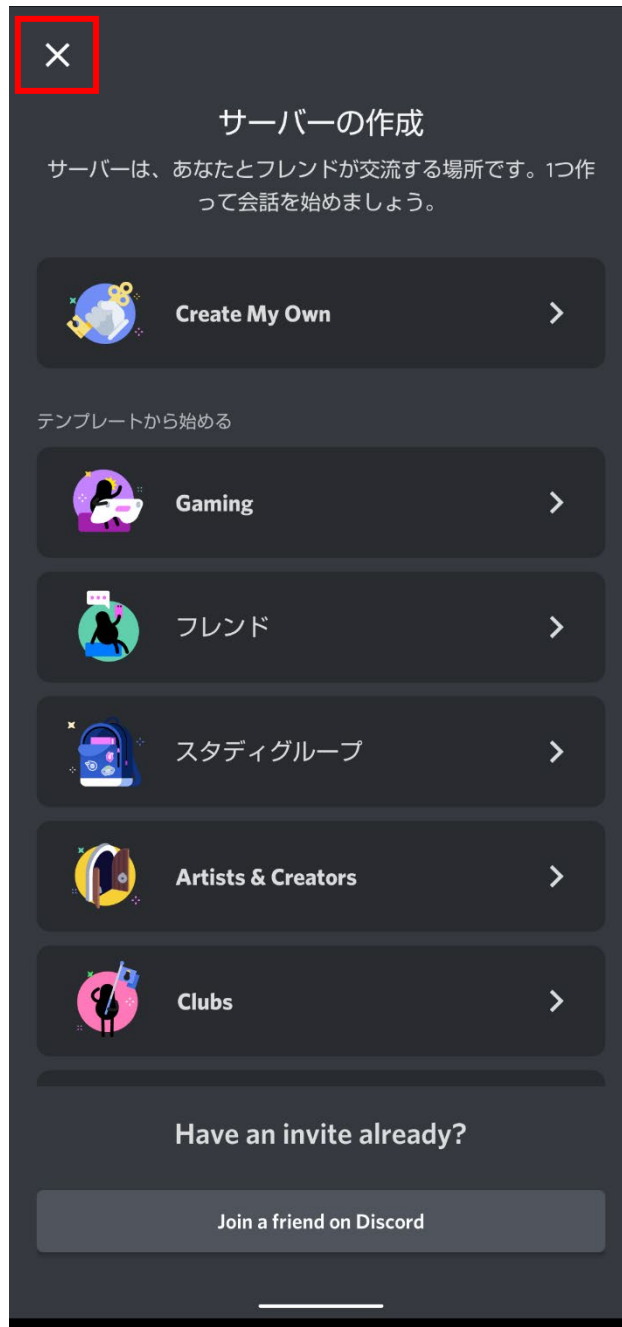 サーバーの作成
サーバーは、あなたとフレンドが交流する場所です。1つ作
って会話を始めましょう。
Create My Own
テンプレートから始める
Gaming
フレンド
スタディグループ
Artists & Creators
Clubs
Have an invite already?
Join a friend on Discord